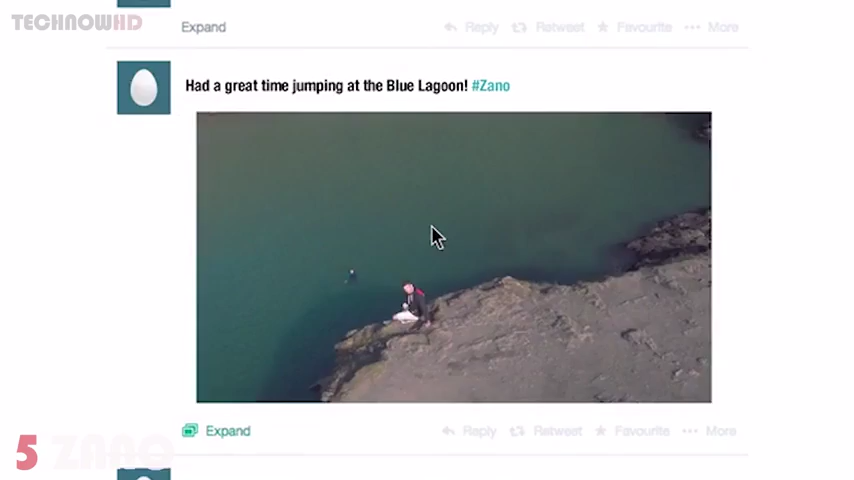 TECHNOWHD
Expand Reply Retweet Favourite More
Had a great time jumping at the Blue Lagoon! #Zano
Expand Reply Retweet Favourite More
5 ZANO